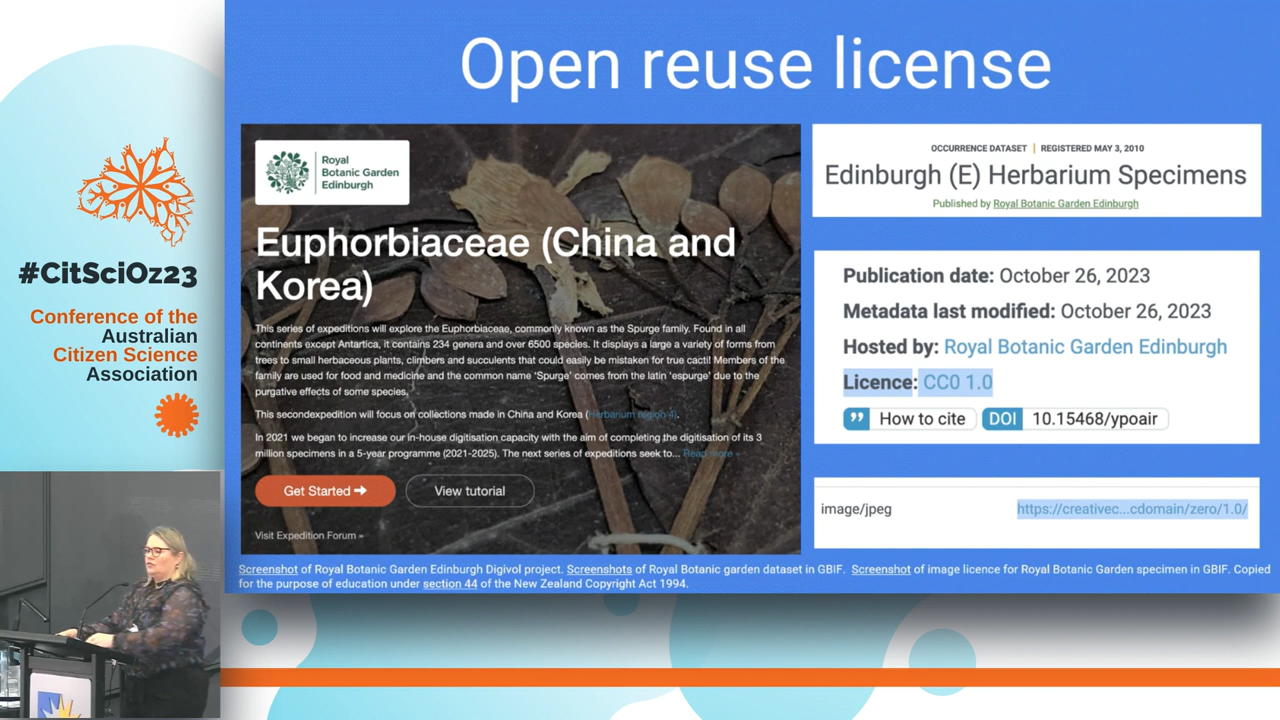 Open reuse license
#CitSciOz23
Conference of the
Australian
Citizen Science
Association
Royal
Botanic Garden
Edinburgh
Euphorbiaceae (China and
Korea)
This series of expeditions will explore the Euphorbiaceae, commonly known as the Spurge family. Found in all
continents except Antartica, it contains 234 genera and over 6500 species. It displays a large a variety of forms from
trees to small herbaceous plants, climbers and succulents that could easily be mistaken for true cacti! Members of the
family are used for food and medicine and the common name 'Spurge' comes from the latin 'espurge' due to the
purgative effects of some species.
This secondexpedition will focus on collections made in China and Korea (Herbarium region 4).
In 2021 we began to increase our in-house digitisation capacity with the aim of completing the digitisation of its 3
million specimens in a 5-year programme (2021-2025). The next series of expeditions seek to... Read more »
Get Started ➔
View tutorial
Visit Expedition Forum »
OCCURRENCE DATASET | REGISTERED MAY 3, 2010
Edinburgh (E) Herbarium Specimens
Published by Royal Botanic Garden Edinburgh
Publication date: October 26, 2023
Metadata last modified: October 26, 2023
Hosted by: Royal Botanic Garden Edinburgh
Licence: CC0 1.0
How to cite DOI 10.15468/ypoair
image/jpeg https://creativec...cdomain/zero/1.0/
Screenshot of Royal Botanic Garden Edinburgh Digivol project. Screenshots of Royal Botanic garden dataset in GBIF. Screenshot of image licence for Royal Botanic Garden specimen in GBIF. Copied
for the purpose of education under section 44 of the New Zealand Copyright Act 1994.